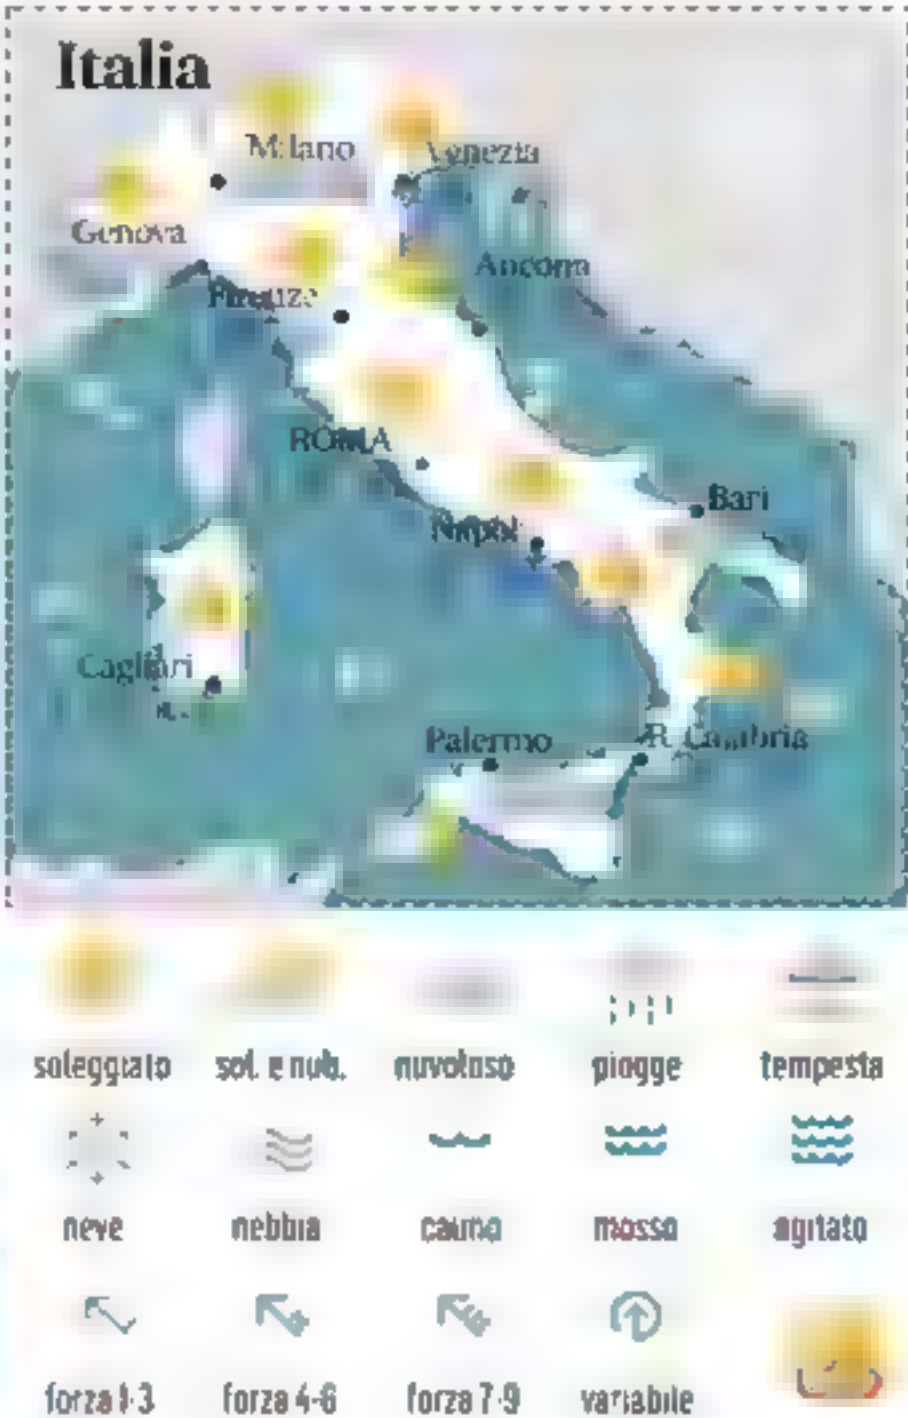 Italia
Milano
Venezia
Genova
Ancona
Firenze
ROMA
Bari
Napoli
Cagliari
Palermo
R. Calabria
soleggiato sol. e nub. nuvoloso piogge tempesta
neve nebbia calmo mosso agitato
forza 1-3 forza 4-6 forza 7-9 variabile